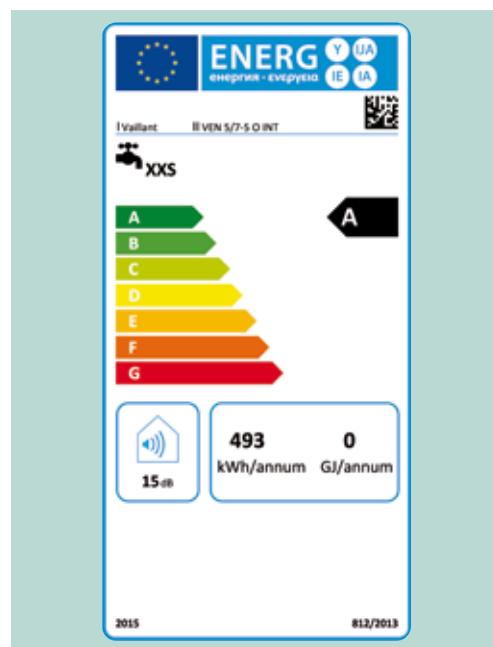 ENERG Y UA
енергия · ενεργεια IE IA
I Vaillant II VEN 5/7-5 O INT
XXS
A A
B
C
D
E
F
G
493 0
kWh/annum GJ/annum
15 dB
2015 812/2013